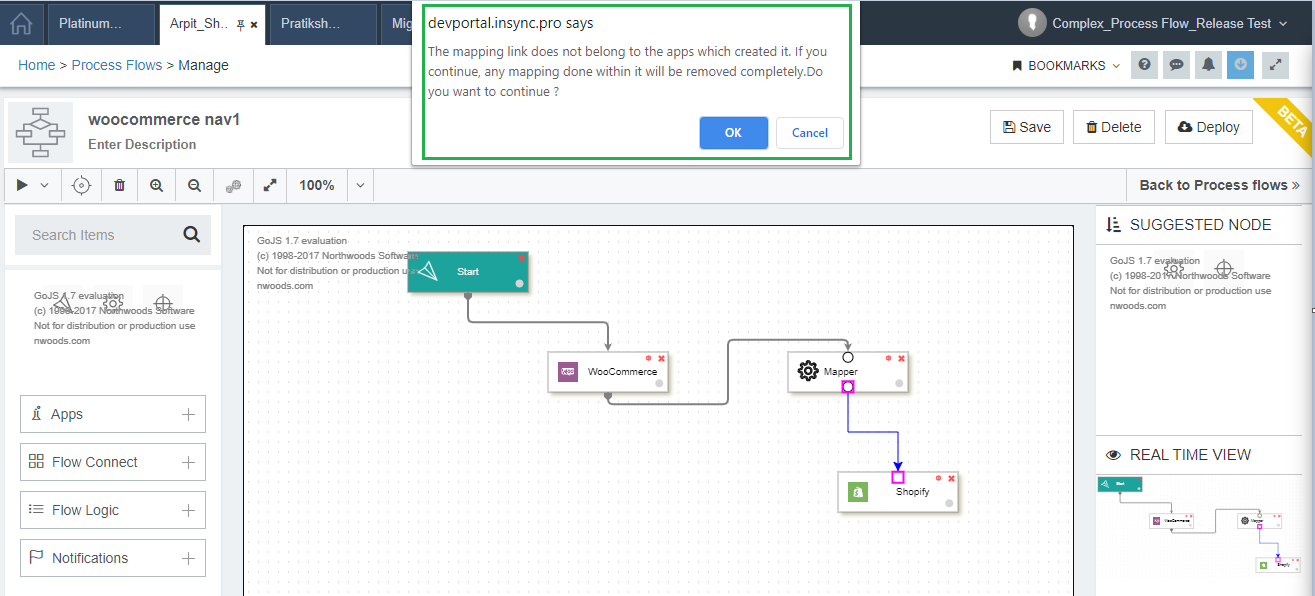 Platinum...
Arpit_Sh..
Pratiksh...
Mig
devportal.insync.pro says
The mapping link does not belong to the apps which created it. If you
continue, any mapping done within it will be removed completely.Do
you want to continue ?
OK
Cancel
Complex_Process Flow_Release Test
Home > Process Flows > Manage
BOOKMARKS
woocommerce nav1
Enter Description
Save
Delete
Deploy
BETA
100%
Back to Process flows »
Search Items
GoJS 1.7 evaluation
(c) 1998-2017 Northwoods Software
Not for distribution or production use
nwoods.com
Apps
Flow Connect
Flow Logic
Notifications
GoJS 1.7 evaluation
(c) 1998-2017 Northwoods Software
Not for distribution or production u
nwoods.com
Start
WooCommerce
Mapper
Shopify
SUGGESTED NODE
GoJS 1.7 evaluation
(c) 1998-2017 Northwoods Software
Not for distribution or production use
nwoods.com
REAL TIME VIEW
Start
WooCommerce
Mapper
Shopify